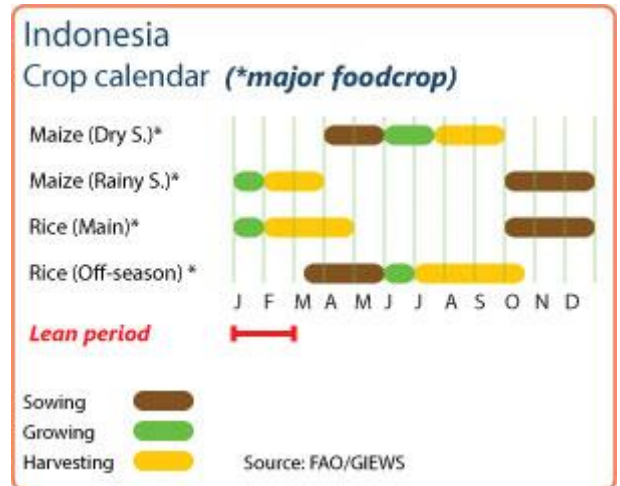 Indonesia
Crop calendar (*major foodcrop)
Maize (Dry S.)*
Maize (Rainy S.)*
Rice (Main)*
Rice (Off-season) *
J F M A M J J A S O N D
Lean period
Sowing
Growing
Harvesting
Source: FAO/GIEWS